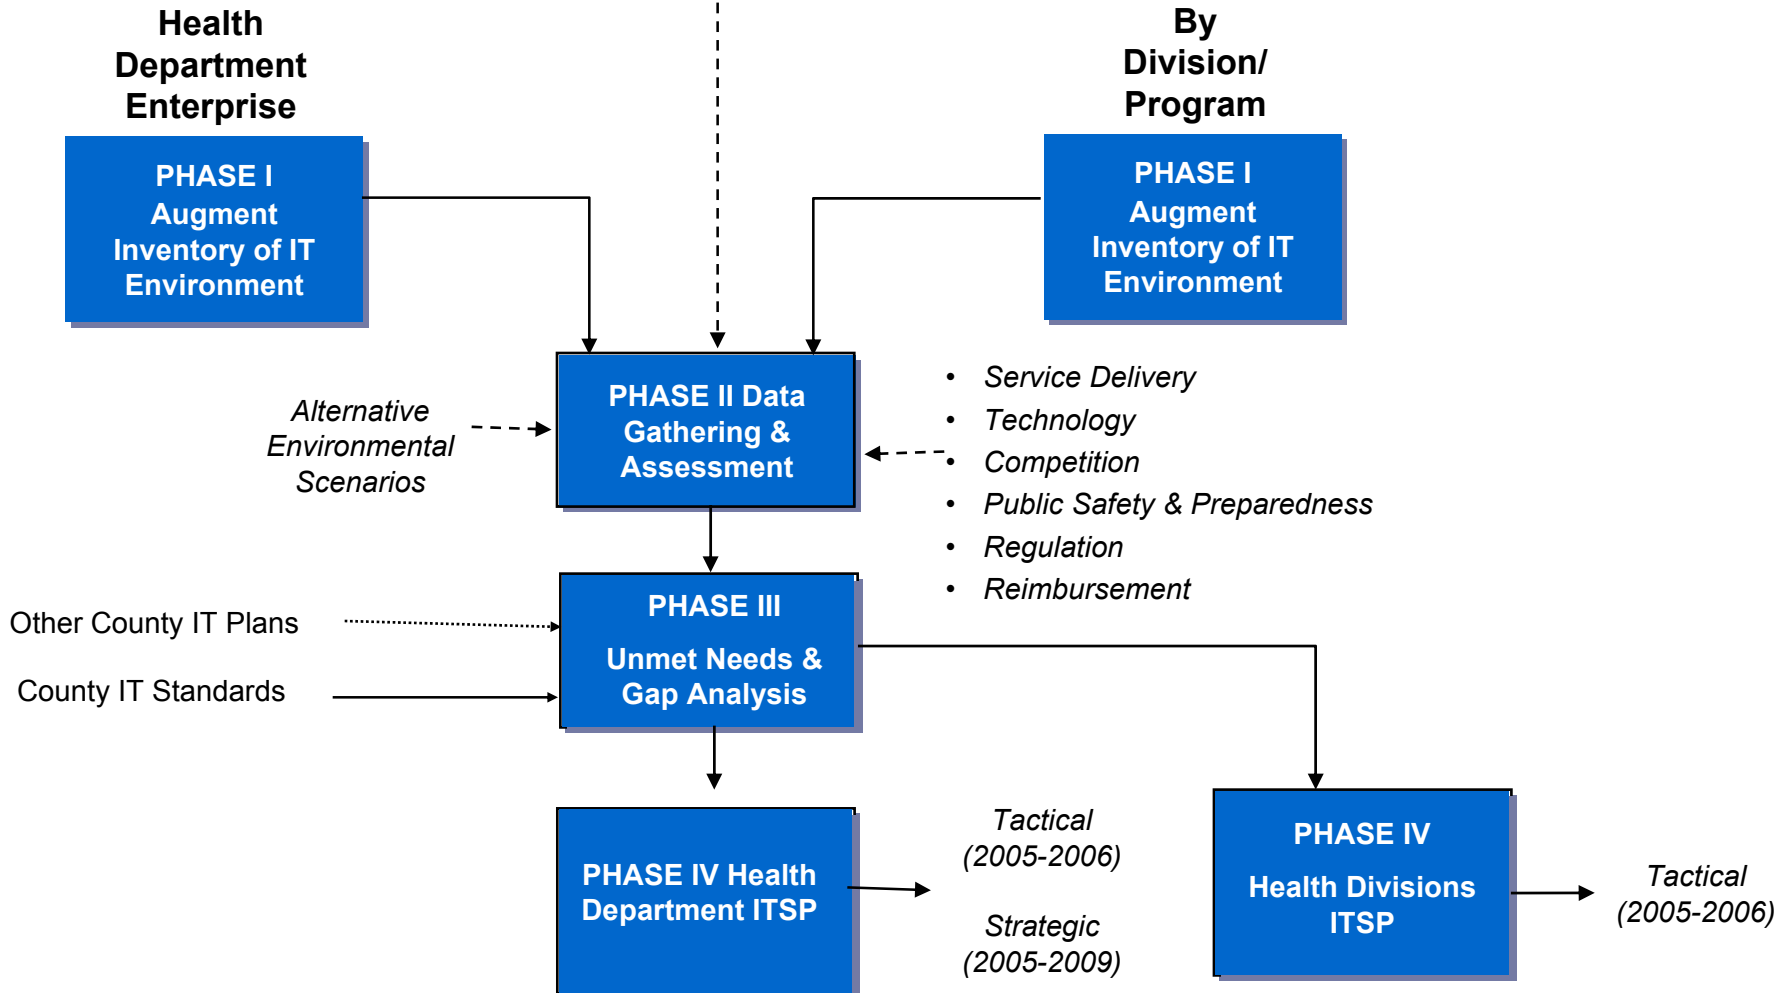 Health
Department
Enterprise
By
Division/
Program
PHASE I
Augment
Inventory of IT
Environment
PHASE I
Augment
Inventory of IT
Environment
Alternative
Environmental
Scenarios
PHASE II Data
Gathering &
Assessment
• Service Delivery
• Technology
• Competition
• Public Safety & Preparedness
• Regulation
• Reimbursement
Other County IT Plans
County IT Standards
PHASE III
Unmet Needs &
Gap Analysis
PHASE IV Health
Department ITSP
Tactical
(2005-2006)
Strategic
(2005-2009)
PHASE IV
Health Divisions
ITSP
Tactical
(2005-2006)